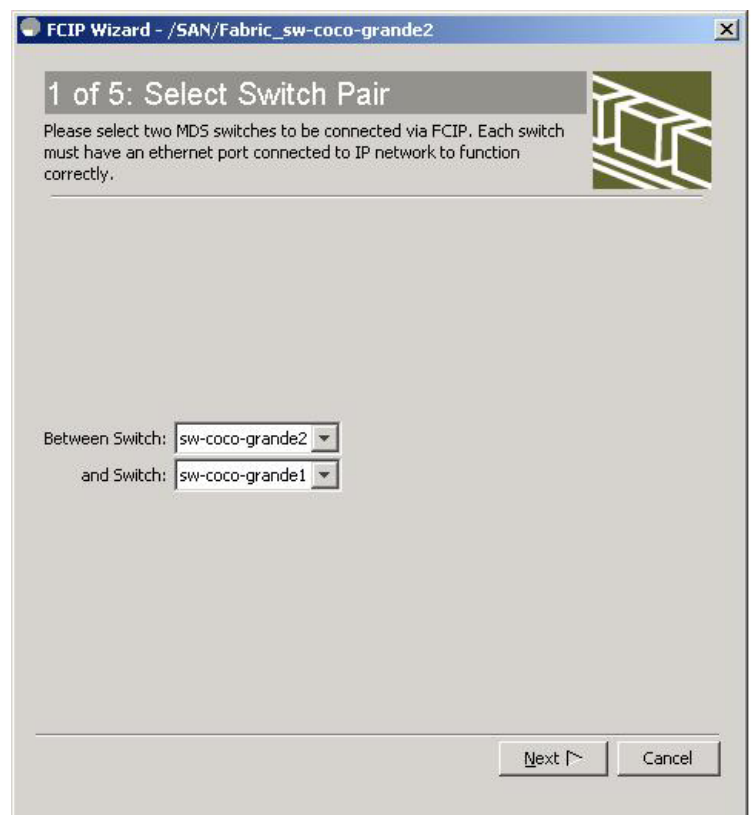 FCIP Wizard - /SAN/Fabric_sw-coco-grande2
1 of 5: Select Switch Pair
Please select two MDS switches to be connected via FCIP. Each switch
must have an ethernet port connected to IP network to function
correctly.
Between Switch: sw-coco-grande2
and Switch: sw-coco-grande1
Next Cancel